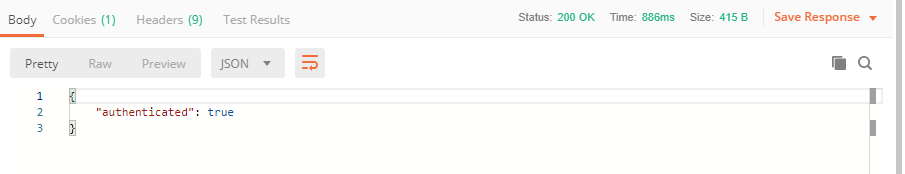 Body Cookies (1) Headers (9) Test Results Status: 200 OK Time: 886ms Size: 415 B Save Response
Pretty Raw Preview JSON
1 {
2 "authenticated": true
3 }